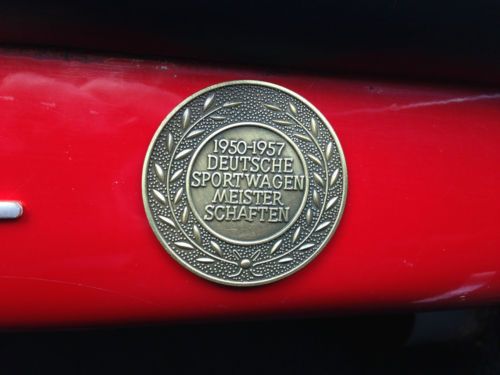 1950-1957
DEUTSCHE
SPORTWAGEN
MEISTER
SCHAFTEN